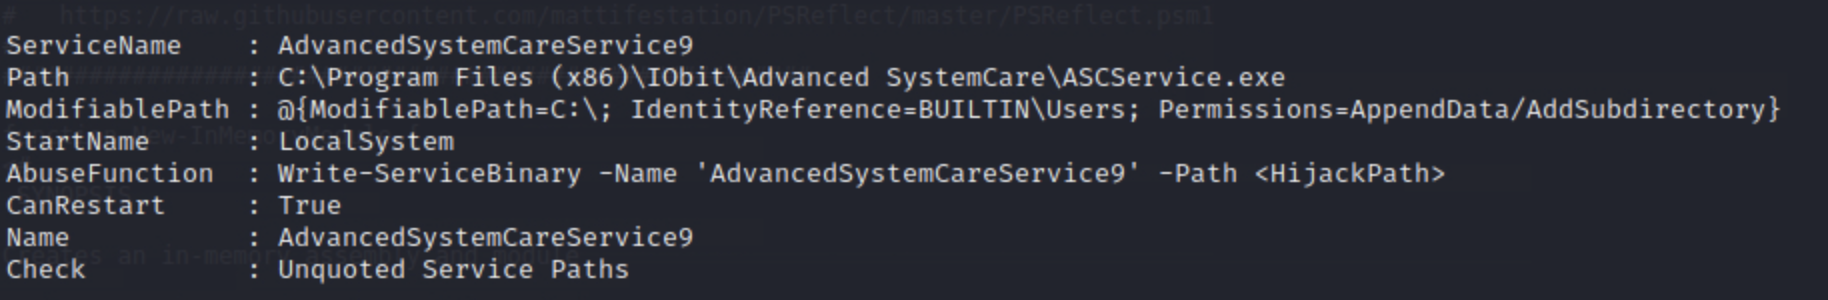 #   https://raw.githubusercontent.com/mattifestation/PSReflect/master/PSReflect.psm1
ServiceName    : AdvancedSystemCareService9
Path           : C:\Program Files (x86)\IObit\Advanced SystemCare\ASCService.exe
ModifiablePath : @{ModifiablePath=C:\; IdentityReference=BUILTIN\Users; Permissions=AppendData/AddSubdirectory}
StartName      : LocalSystem
AbuseFunction  : Write-ServiceBinary -Name 'AdvancedSystemCareService9' -Path <HijackPath>
CanRestart     : True
Name           : AdvancedSystemCareService9
Check          : Unquoted Service Paths